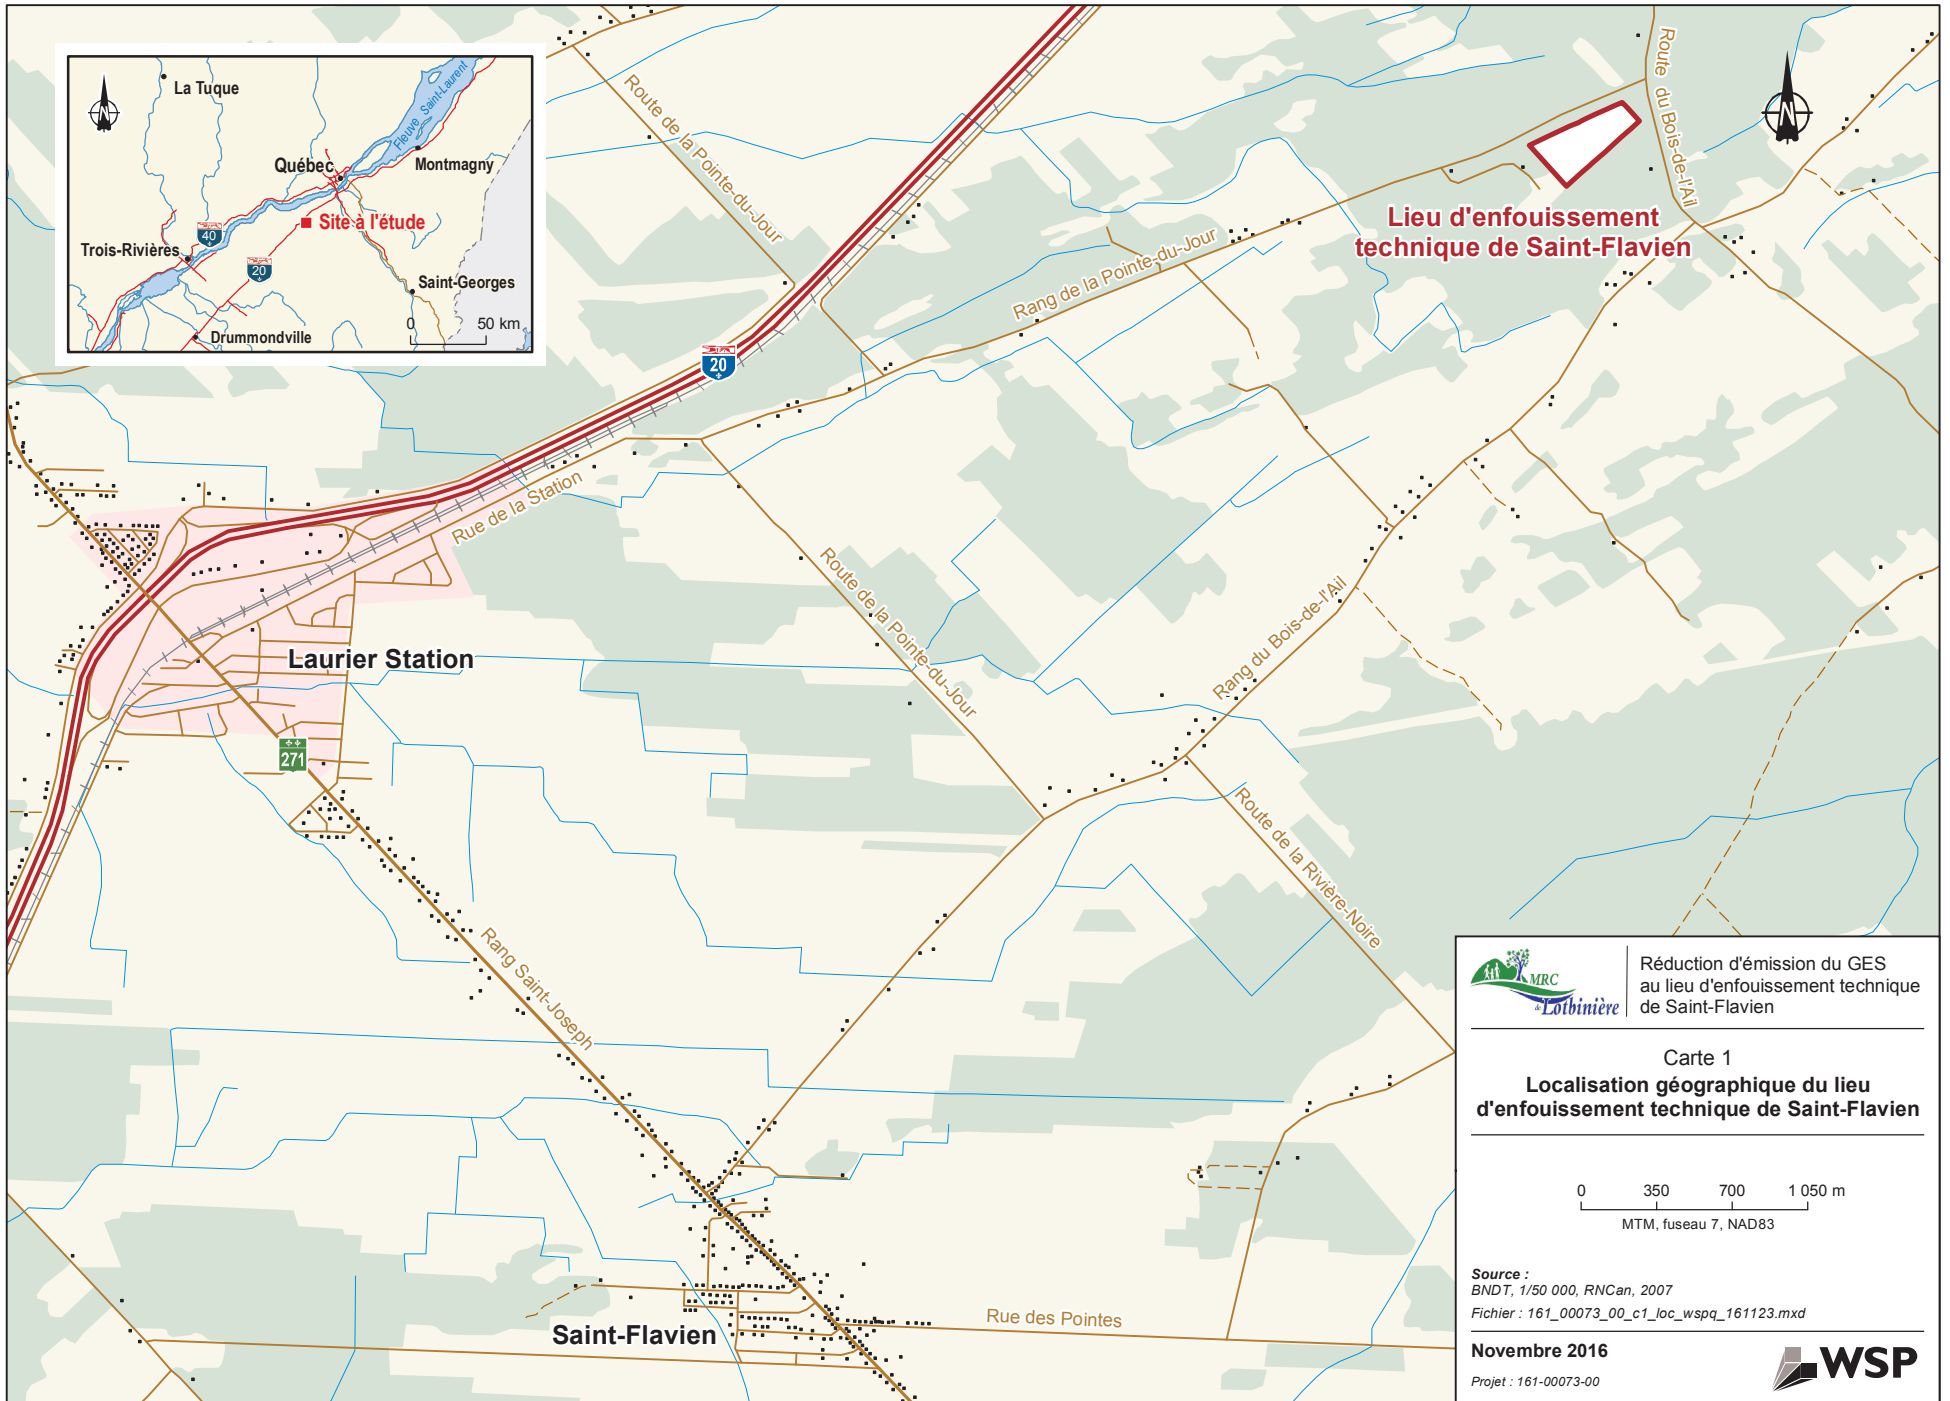 La Tuque
Fleuve Saint-Laurent
Québec
Montmagny
Site à l'étude
40
Trois-Rivières
20
Saint-Georges
Drummondville
0 50 km
Route de la Pointe-du-Jour
Route du Bois-de-l'Ail
Lieu d'enfouissement
technique de Saint-Flavien
Rang de la Pointe-du-Jour
20
Rue de la Station
Route de la Pointe-du-Jour
Rang du Bois-de-l'Ail
Laurier Station
271
Route de la Rivière-Noire
Rang Saint-Joseph
Rue des Pointes
Saint-Flavien
MRC
de Lotbinière
Réduction d'émission du GES
au lieu d'enfouissement technique
de Saint-Flavien
Carte 1
Localisation géographique du lieu
d'enfouissement technique de Saint-Flavien
0 350 700 1 050 m
MTM, fuseau 7, NAD83
Source :
BNDT, 1/50 000, RNCan, 2007
Fichier : 161_00073_00_c1_loc_wspq_161123.mxd
Novembre 2016
Projet : 161-00073-00
WSP